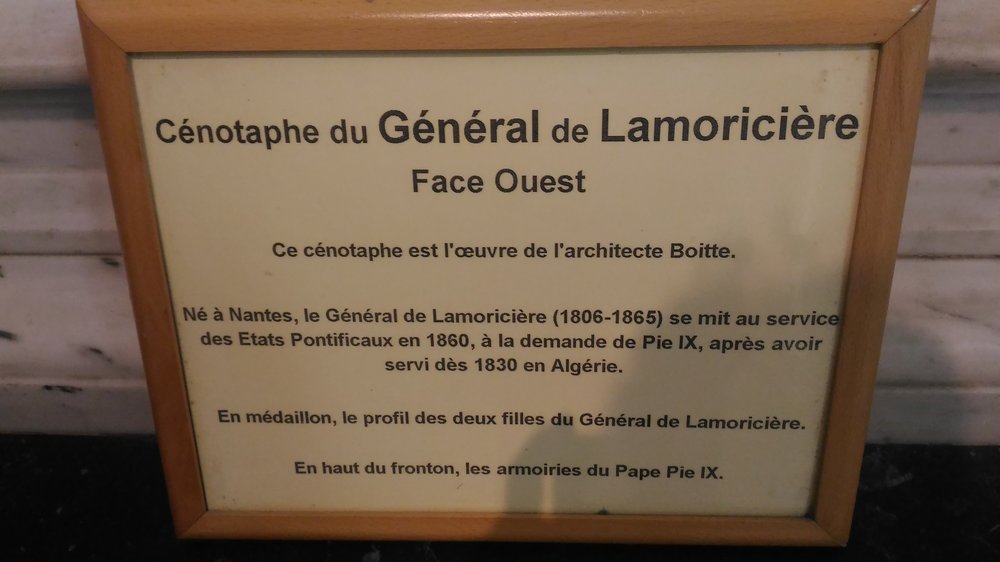 Cénotaphe du Général de Lamoricière
Face Ouest
Ce cénotaphe est l'œuvre de l'architecte Boitte.
Né à Nantes, le Général de Lamoricière (1806-1865) se mit au service
des Etats Pontificaux en 1860, à la demande de Pie IX, après avoir
servi dès 1830 en Algérie.
En médaillon, le profil des deux filles du Général de Lamoricière.
En haut du fronton, les armoiries du Pape Pie IX.